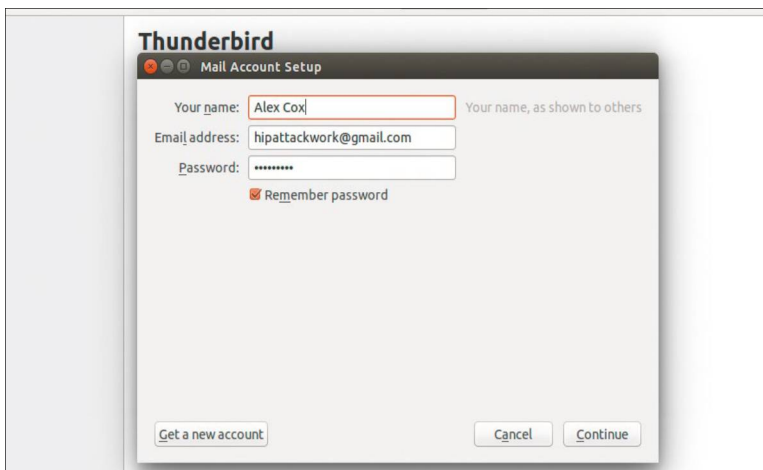 Thunderbird
Mail Account Setup
Your name: Alex Cox Your name, as shown to others
Email address: hipattackwork@gmail.com
Password: •••••••••
Remember password
Get a new account Cancel Continue